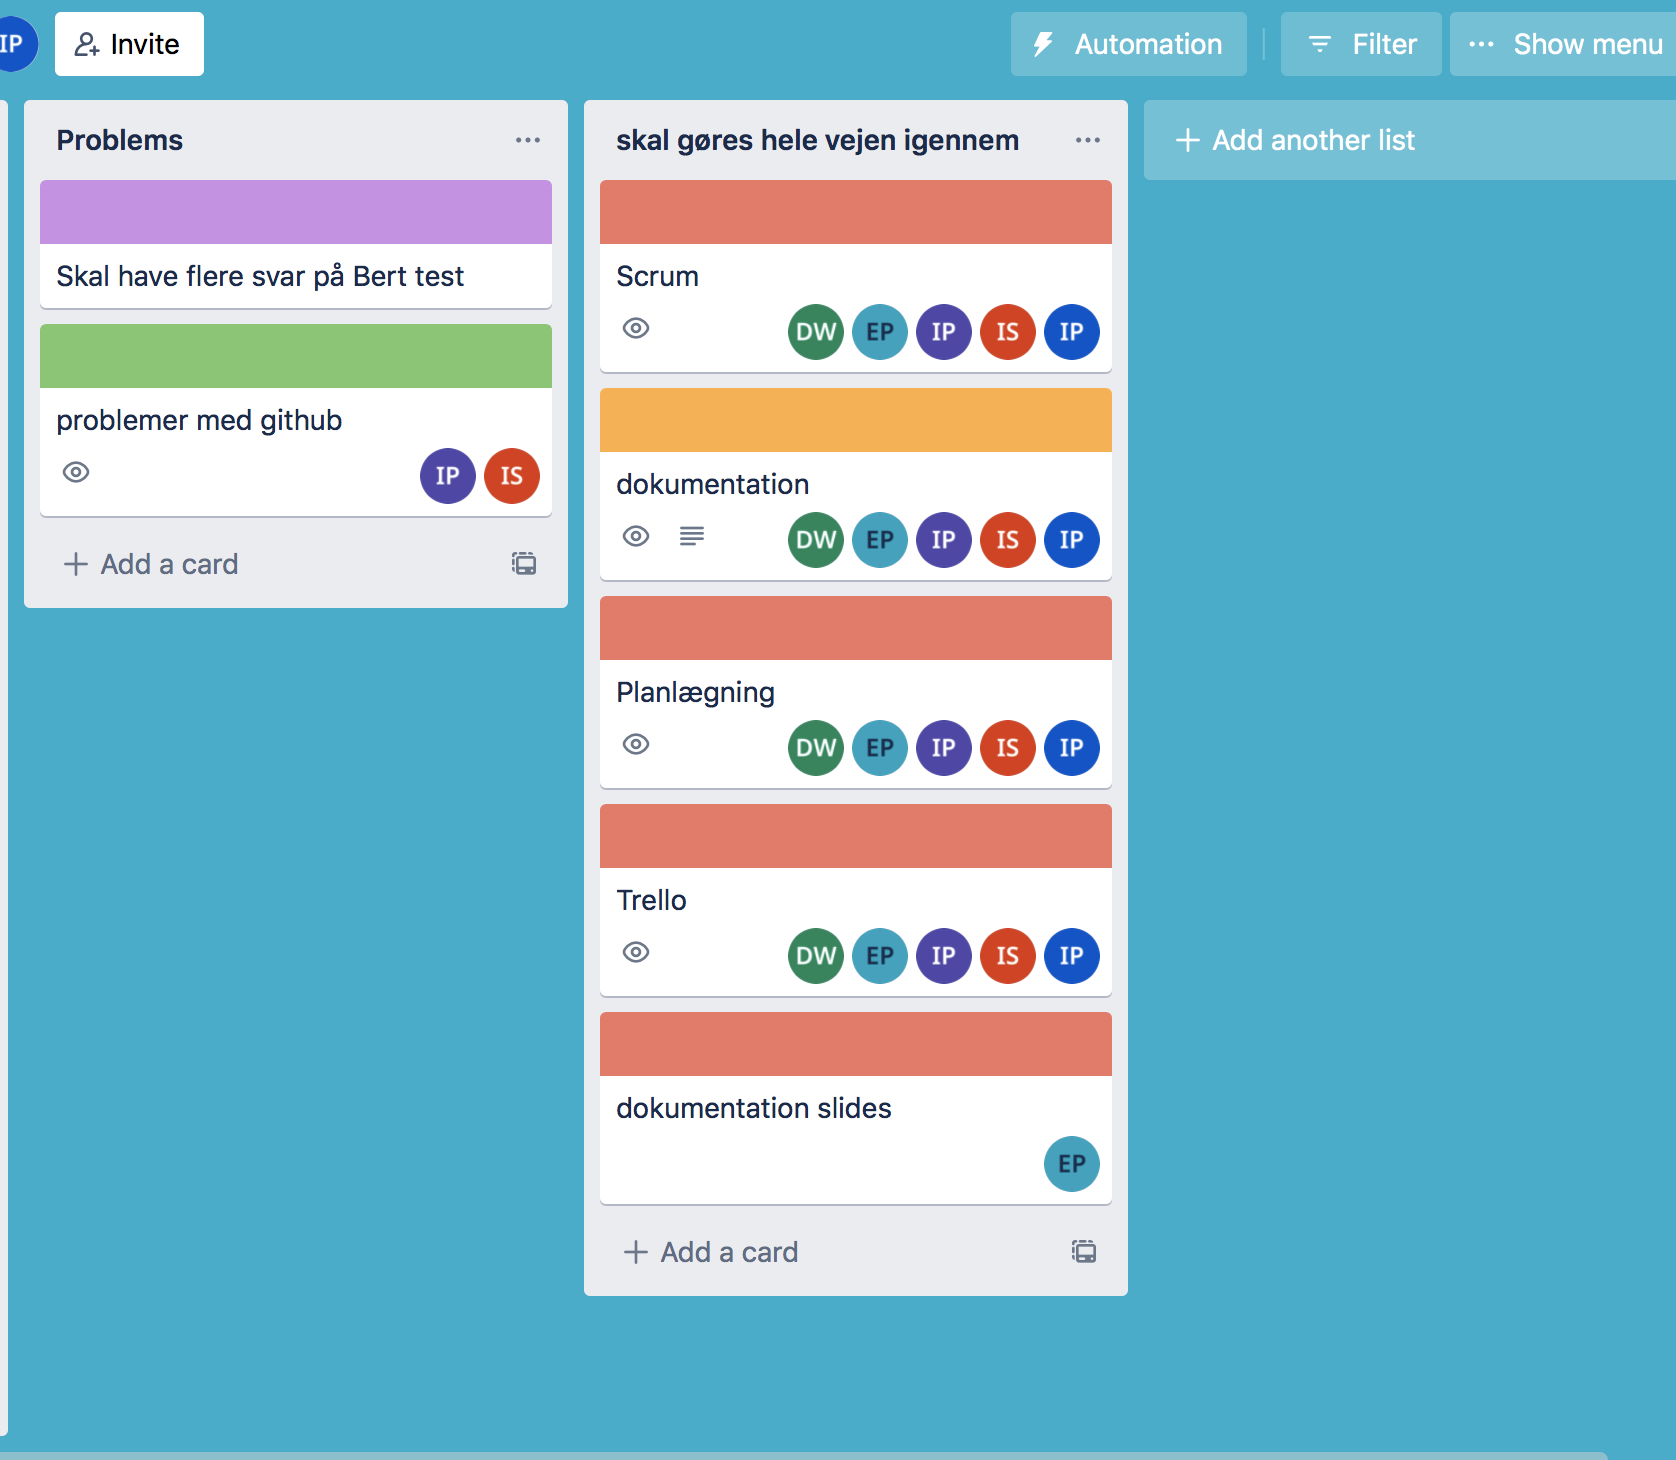 IP Invite Automation Filter Show menu
Problems
Skal have flere svar på Bert test
problemer med github
IP IS
Add a card
skal gøres hele vejen igennem
Scrum
DW EP IP IS IP
dokumentation
DW EP IP IS IP
Planlægning
DW EP IP IS IP
Trello
DW EP IP IS IP
dokumentation slides
EP
Add a card
Add another list